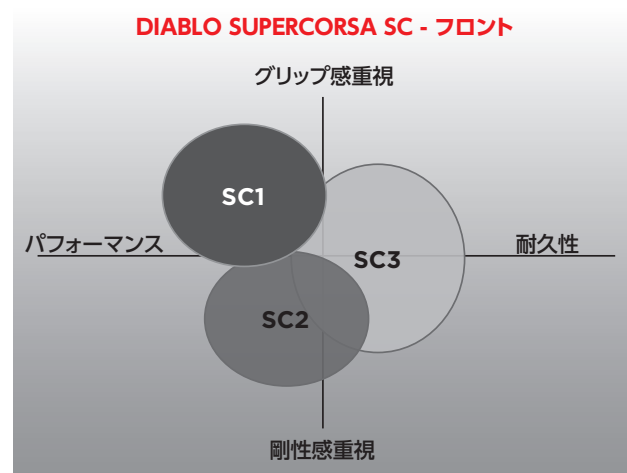 DIABLO SUPERCORSA SC - フロント
グリップ感重視
SC1
パフォーマンス
耐久性
SC3
SC2
剛性感重視